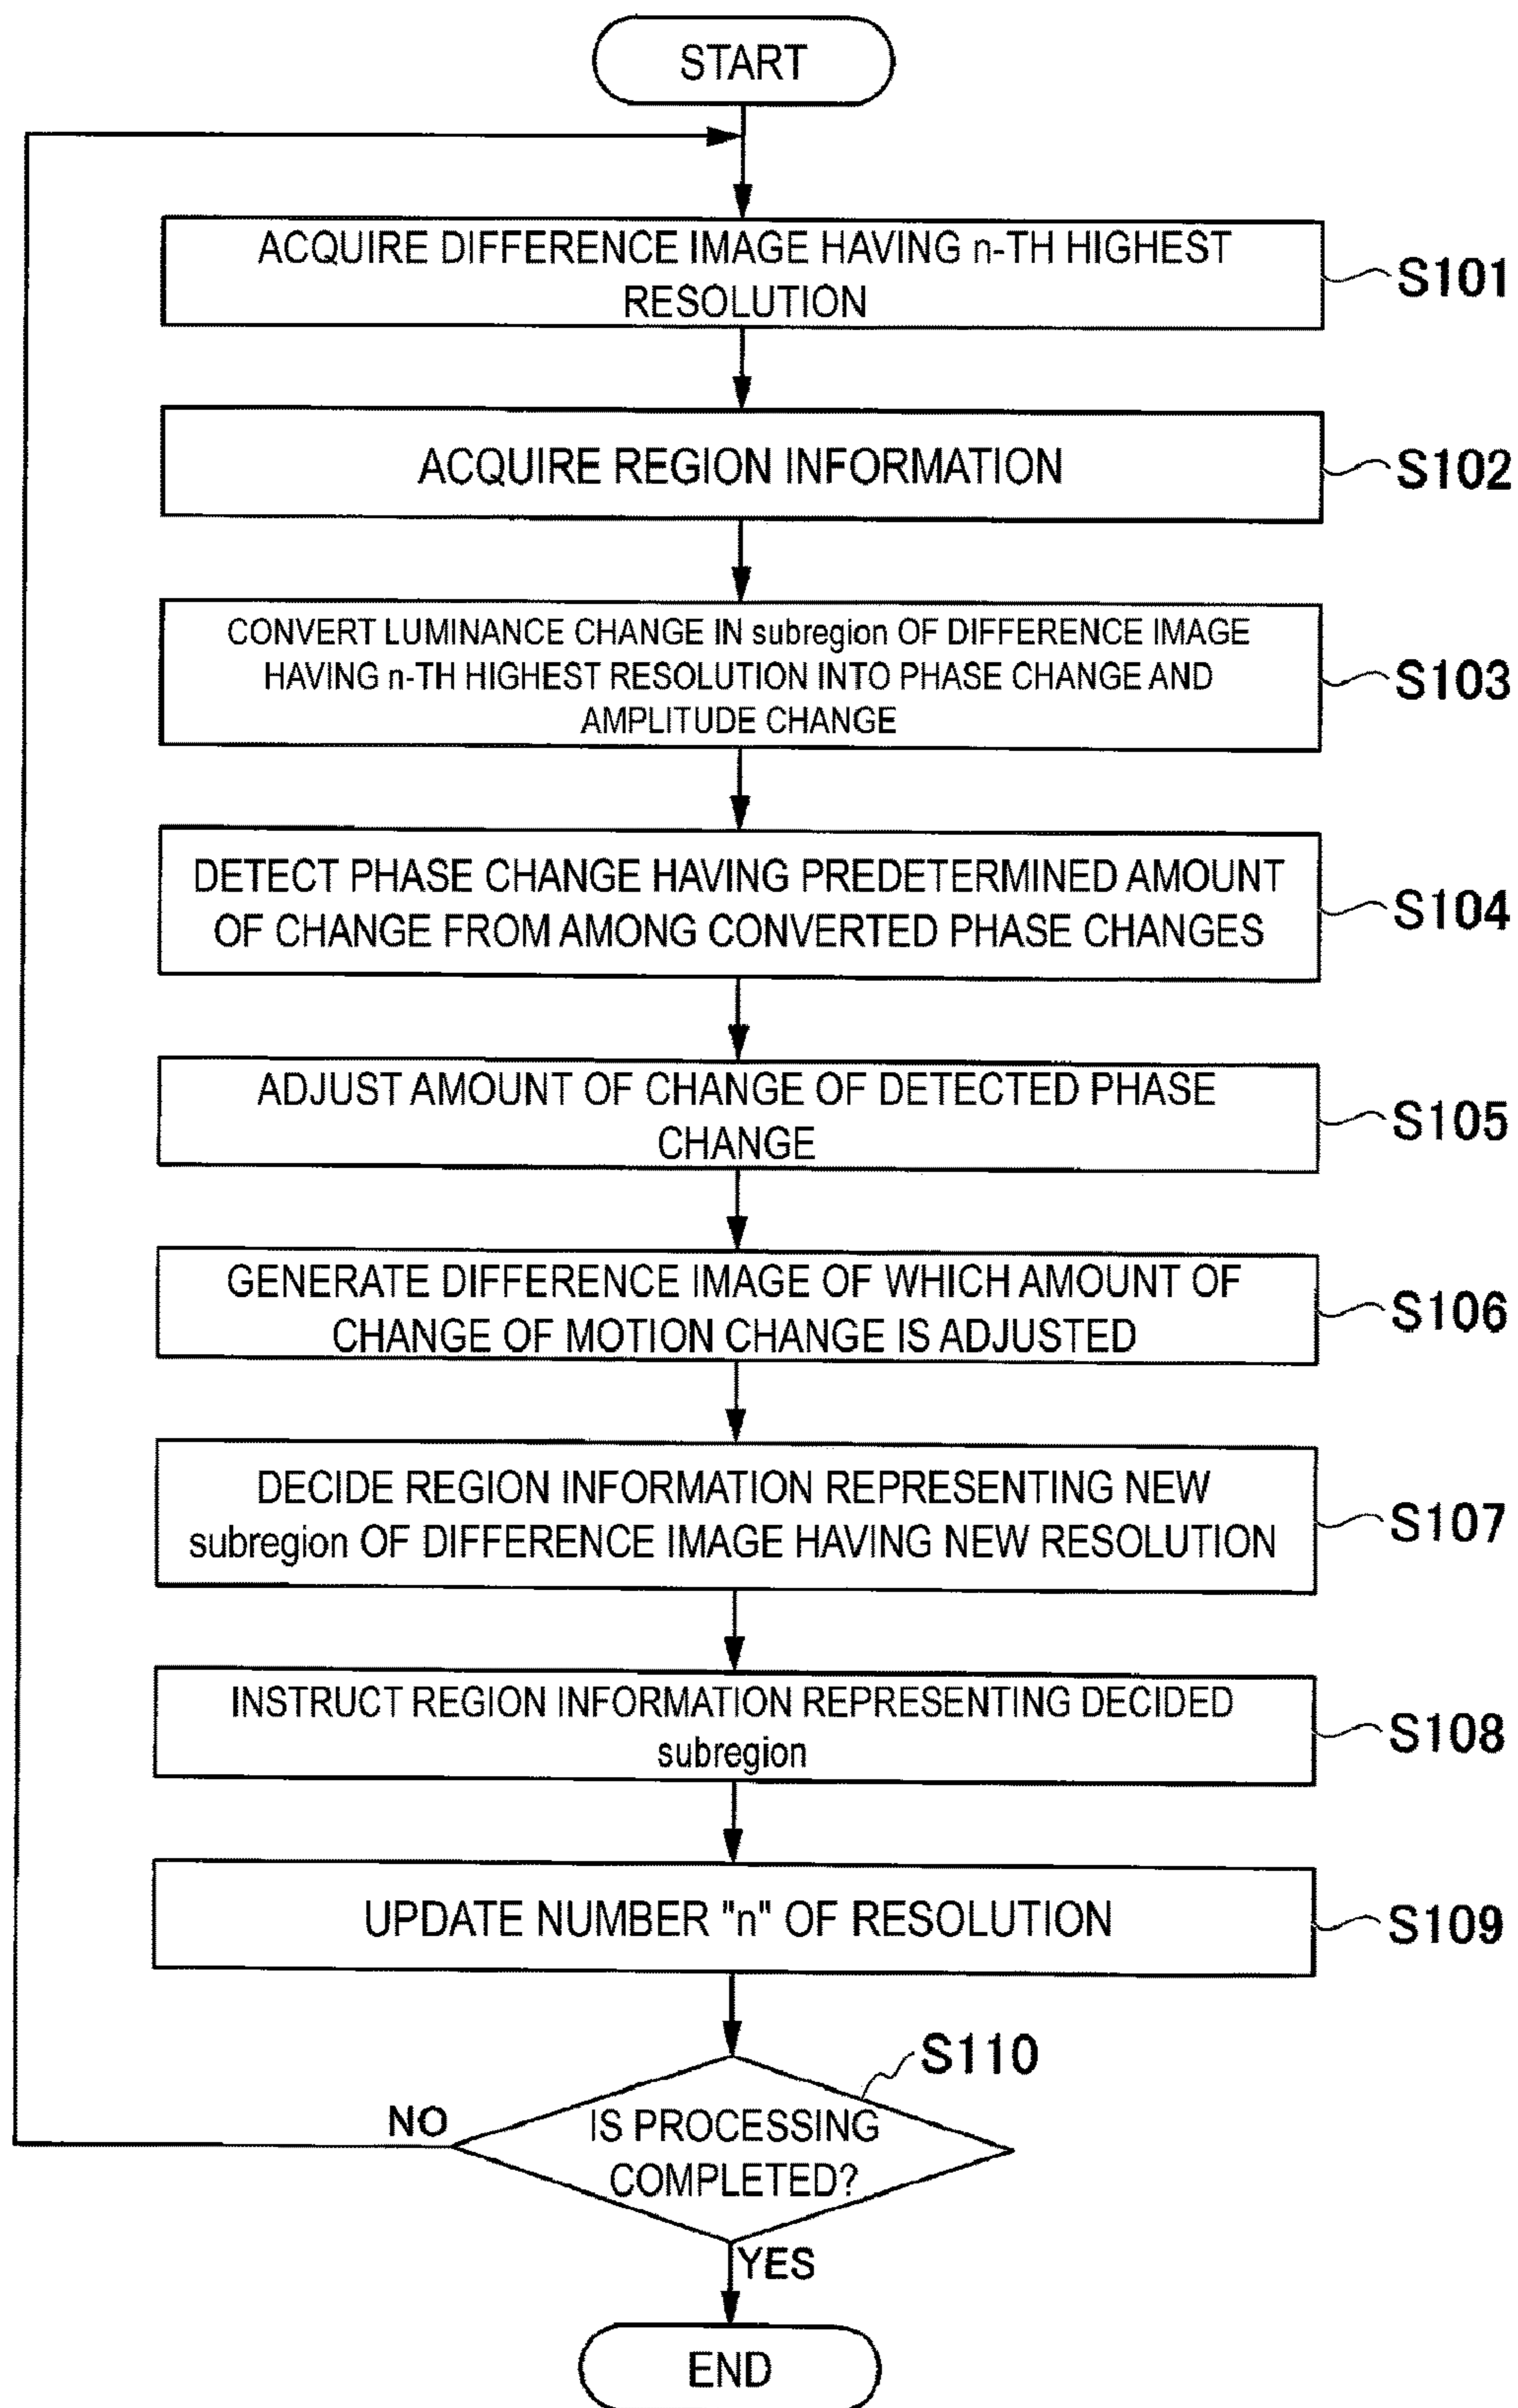 START
ACQUIRE DIFFERENCE IMAGE HAVING n-TH HIGHEST
RESOLUTION
S101
ACQUIRE REGION INFORMATION
S102
CONVERT LUMINANCE CHANGE IN subregion OF DIFFERENCE IMAGE
HAVING n-TH HIGHEST RESOLUTION INTO PHASE CHANGE AND
AMPLITUDE CHANGE
S103
DETECT PHASE CHANGE HAVING PREDETERMINED AMOUNT
OF CHANGE FROM AMONG CONVERTED PHASE CHANGES
S104
ADJUST AMOUNT OF CHANGE OF DETECTED PHASE
CHANGE
S105
GENERATE DIFFERENCE IMAGE OF WHICH AMOUNT OF
CHANGE OF MOTION CHANGE IS ADJUSTED
S106
DECIDE REGION INFORMATION REPRESENTING NEW
subregion OF DIFFERENCE IMAGE HAVING NEW RESOLUTION
S107
INSTRUCT REGION INFORMATION REPRESENTING DECIDED
subregion
S108
UPDATE NUMBER "n" OF RESOLUTION
S109
S110
NO
IS PROCESSING
COMPLETED?
YES
END